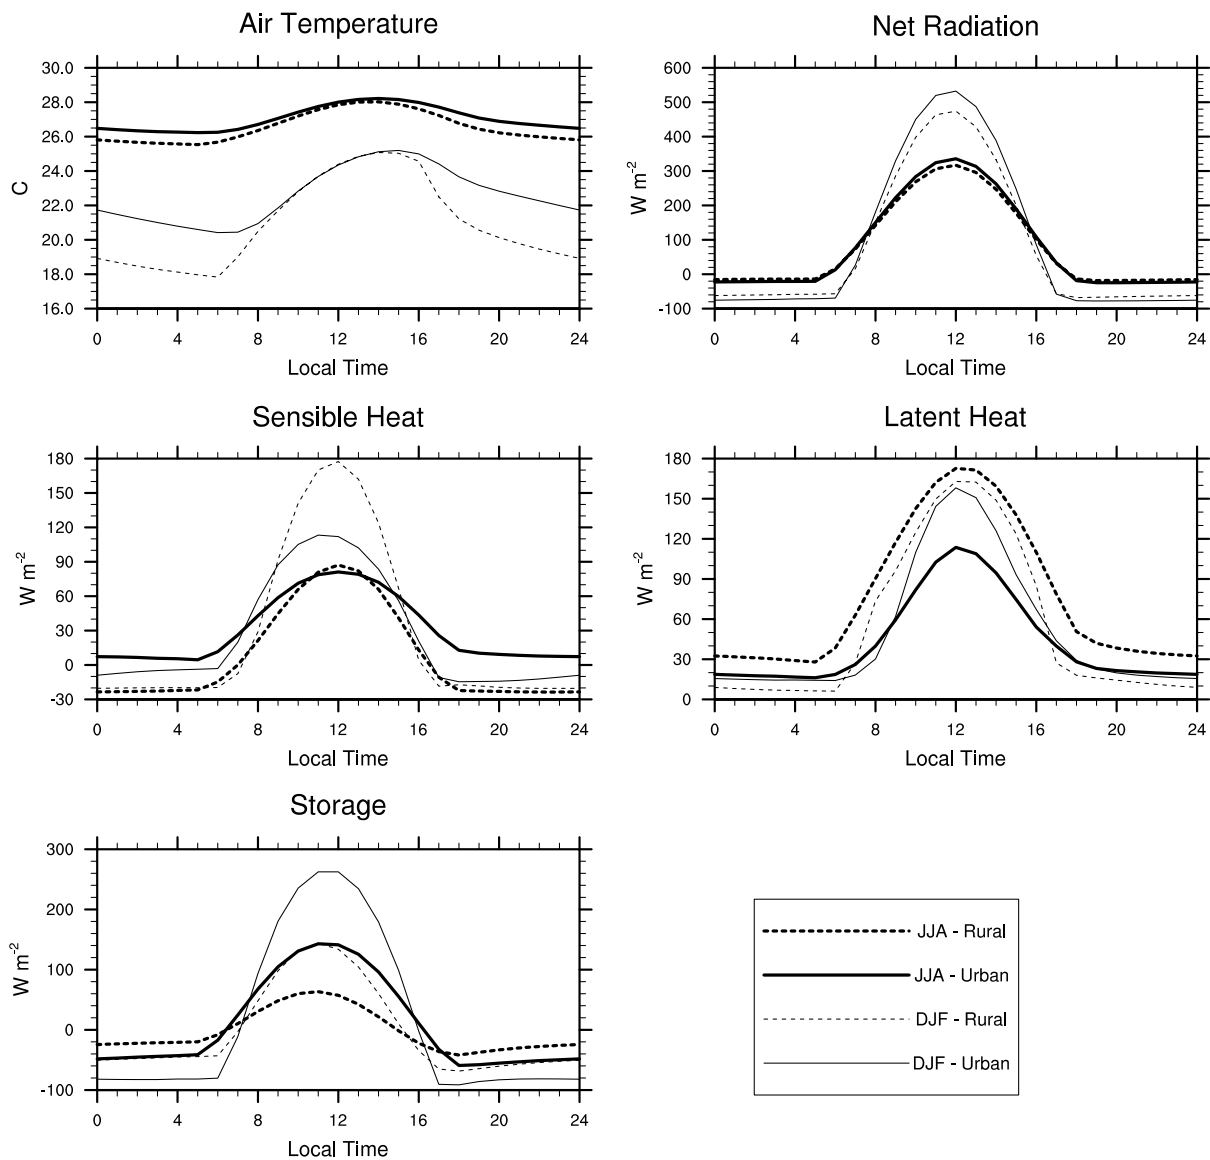 Air Temperature
30.0
28.0
26.0
24.0
22.0
20.0
18.0
16.0
C
0 4 8 12 16 20 24
Local Time
Net Radiation
600
500
400
300
200
100
0
-100
W m-2
0 4 8 12 16 20 24
Local Time
Sensible Heat
180
150
120
90
60
30
0
-30
W m-2
0 4 8 12 16 20 24
Local Time
Latent Heat
180
150
120
90
60
30
0
W m-2
0 4 8 12 16 20 24
Local Time
Storage
300
200
100
0
-100
W m-2
0 4 8 12 16 20 24
Local Time
JJA - Rural
JJA - Urban
DJF - Rural
DJF - Urban